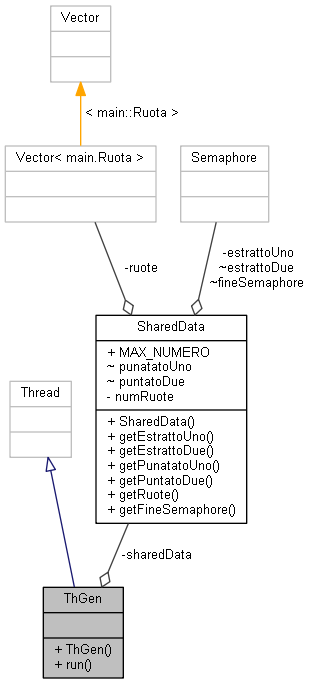 Vector
< main::Ruota >
Vector< main.Ruota >
Semaphore
-ruote
-estrattoUno
~estrattoDue
~fineSemaphore
SharedData
+ MAX_NUMERO
~ punatatoUno
~ puntatoDue
- numRuote
+ SharedData()
+ getEstrattoUno()
+ getEstrattoDue()
+ getPunatatoUno()
+ getPuntatoDue()
+ getRuote()
+ getFineSemaphore()
Thread
-sharedData
ThGen
+ ThGen()
+ run()